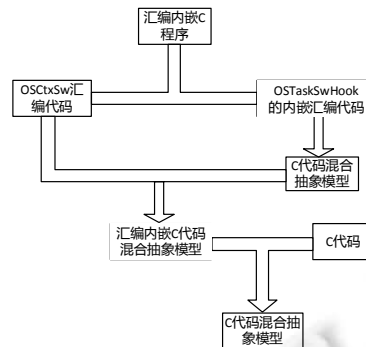 汇编内嵌C
程序
OSCtxSw汇
编代码
OSTaskSwHook
的内嵌汇编代码
C代码混合
抽象模型
汇编内嵌C代码
混合抽象模型
C代码
C代码混合抽
象模型